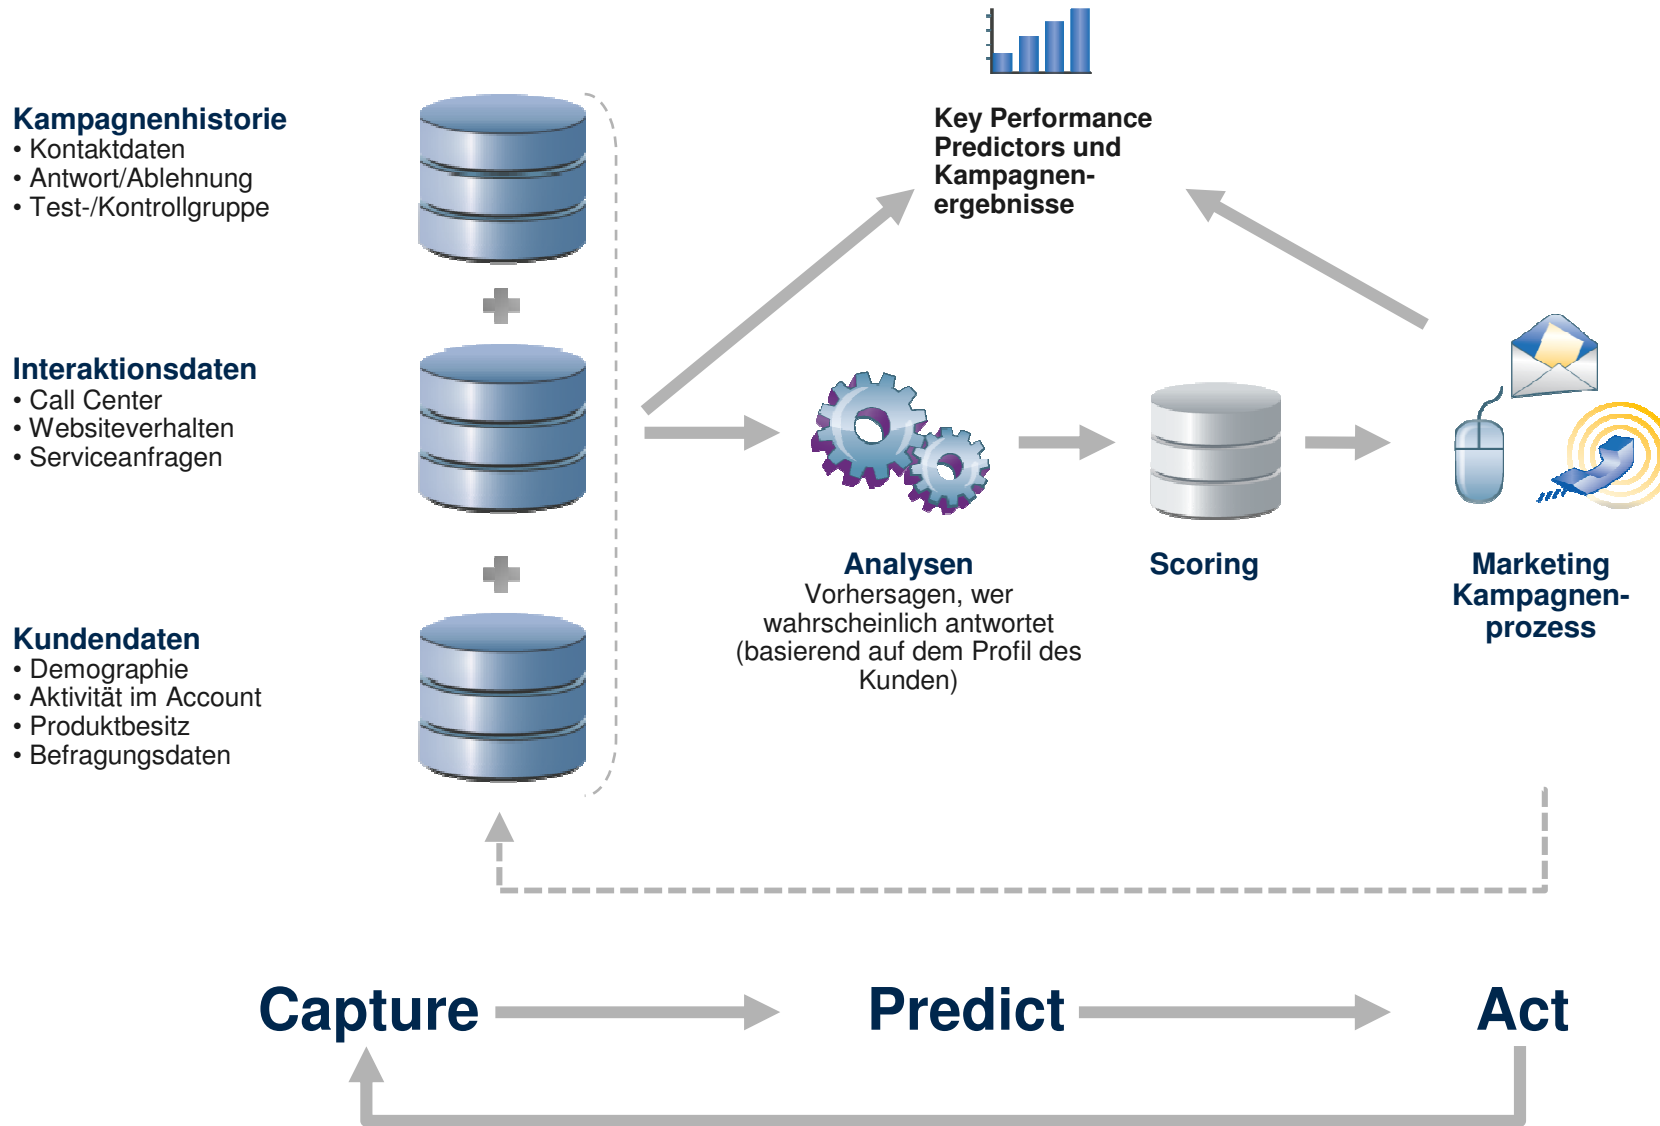 Kampagnenhistorie
• Kontaktdaten
• Antwort/Ablehnung
• Test-/Kontrollgruppe
Interaktionsdaten
• Call Center
• Websiteverhalten
• Serviceanfragen
Kundendaten
• Demographie
• Aktivität im Account
• Produktbesitz
• Befragungsdaten
Key Performance
Predictors und
Kampagnen-
ergebnisse
Analysen
Vorhersagen, wer
wahrscheinlich antwortet
(basierend auf dem Profil des
Kunden)
Scoring
Marketing
Kampagnen-
prozess
Capture
Predict
Act